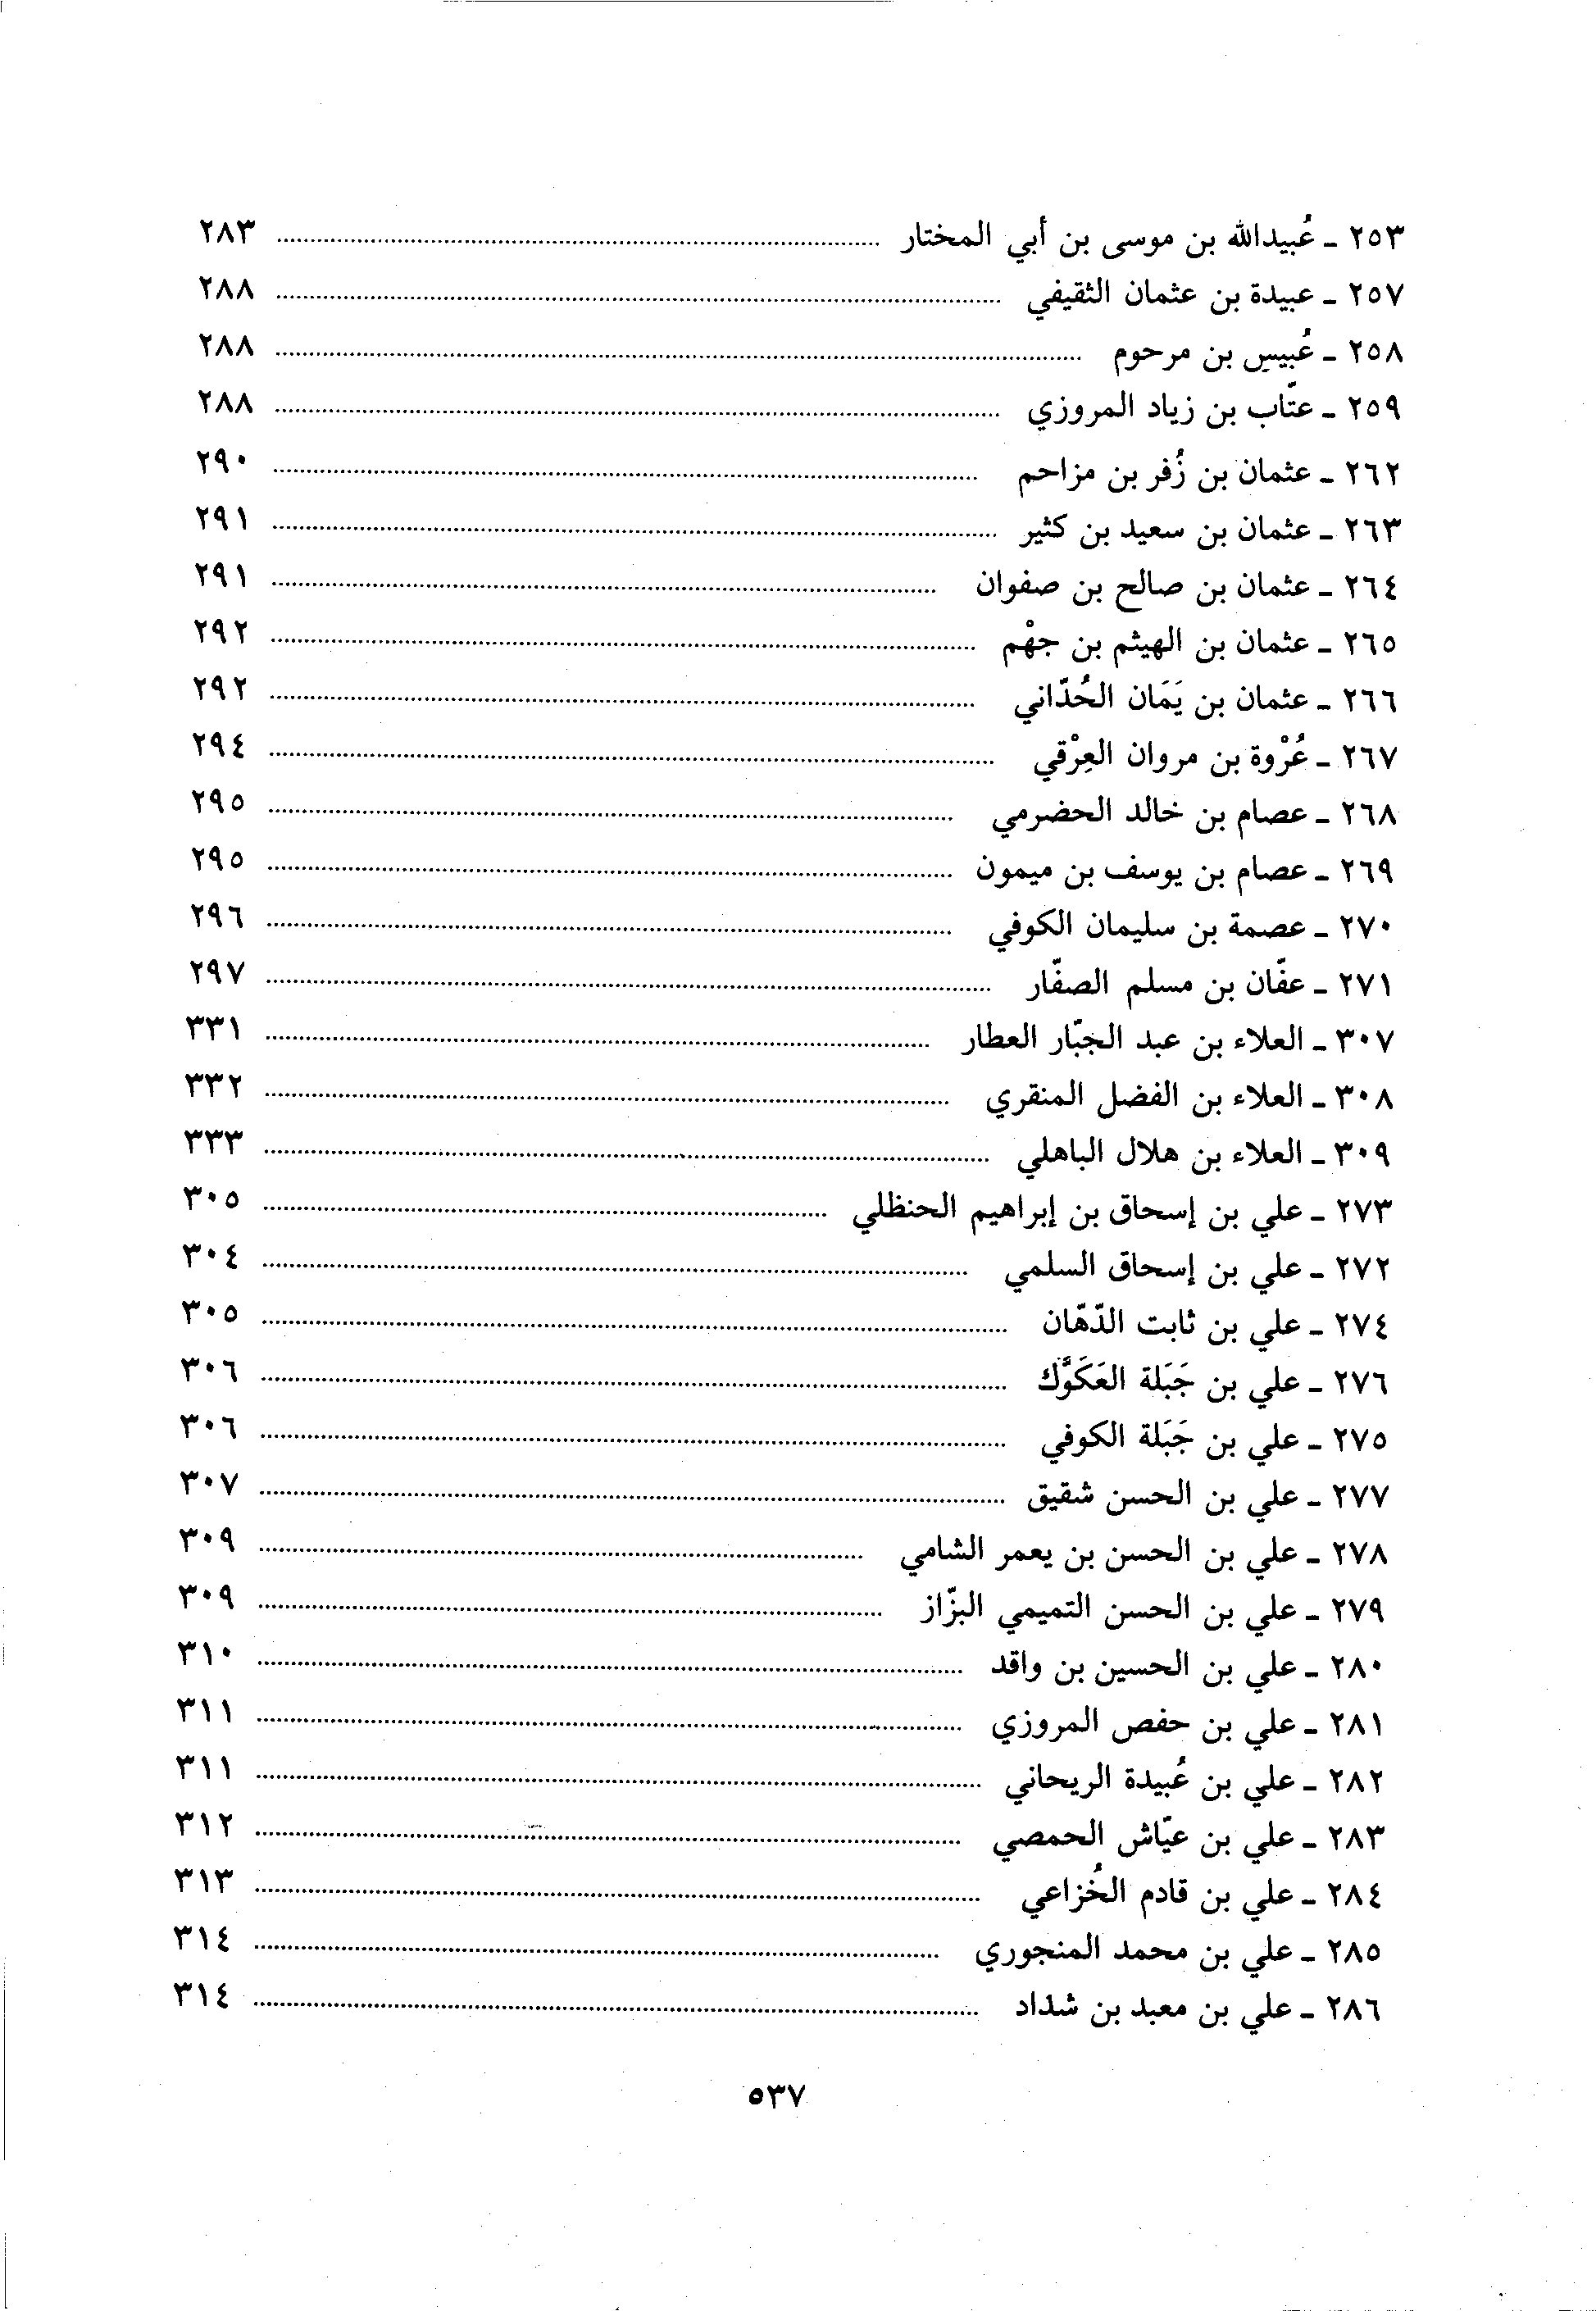 ٢٥٣ ـ عُبيدالله بن موسى بن أبي المختار ........ ٢٨٣
٢٥٧ ـ عبيدة بن عثمان الثقيفي ........ ٢٨٨
٢٥٨ ـ عُبيس بن مرحوم ........ ٢٨٨
٢٥٩ ـ عتّاب بن زياد المروزي ........ ٢٨٨
٢٦٢ ـ عثمان بن زُفر بن مزاحم ........ ٢٩٠
٢٦٣ ـ عثمان بن سعيد بن كثير ........ ٢٩١
٢٦٤ ـ عثمان بن صالح بن صفوان ........ ٢٩١
٢٦٥ ـ عثمان بن الهيثم بن جهْم ........ ٢٩٢
٢٦٦ ـ عثمان بن يَمَان الحُدّاني ........ ٢٩٢
٢٦٧ ـ عُرْوة بن مروان العِرْقي ........ ٢٩٤
٢٦٨ ـ عصام بن خالد الحضرمي ........ ٢٩٥
٢٦٩ ـ عصام بن يوسف بن ميمون ........ ٢٩٥
٢٧٠ ـ عصمة بن سليمان الكوفي ........ ٢٩٦
٢٧١ ـ عفّان بن مسلم الصفّار ........ ٢٩٧
٣٠٧ ـ العلاء بن عبد الجبّار العطار ........ ٣٣١
٣٠٨ ـ العلاء بن الفضل المنقري ........ ٣٣٢
٣٠٩ ـ العلاء بن هلال الباهلي ........ ٣٣٣
٢٧٣ ـ علي بن إسحاق بن إبراهيم الحنظلي ........ ٣٠٥
٢٧٢ ـ علي بن إسحاق السلمي ........ ٣٠٤
٢٧٤ ـ علي بن ثابت الدّهّان ........ ٣٠٥
٢٧٦ ـ علي بن جَبَلة العَكَوَّك ........ ٣٠٦
٢٧٥ ـ علي بن جَبَلة الكوفي ........ ٣٠٦
٢٧٧ ـ علي بن الحسن شقيق ........ ٣٠٧
٢٧٨ ـ علي بن الحسن بن يعمر الشامي ........ ٣٠٩
٢٧٩ ـ علي بن الحسن التميمي البزّاز ........ ٣٠٩
٢٨٠ ـ علي بن الحسين بن واقد ........ ٣١٠
٢٨١ ـ علي بن حفص المروزي ........ ٣١١
٢٨٢ ـ علي بن عُبيدة الريحاني ........ ٣١١
٢٨٣ ـ علي بن عيّاش الحمصي ........ ٣١٢
٢٨٤ ـ علي بن قادم الخُزاعي ........ ٣١٣
٢٨٥ ـ علي بن محمد المنجوري ........ ٣١٤
٢٨٦ ـ علي بن معبد بن شداد ........ ٣١٤
٥٣٧